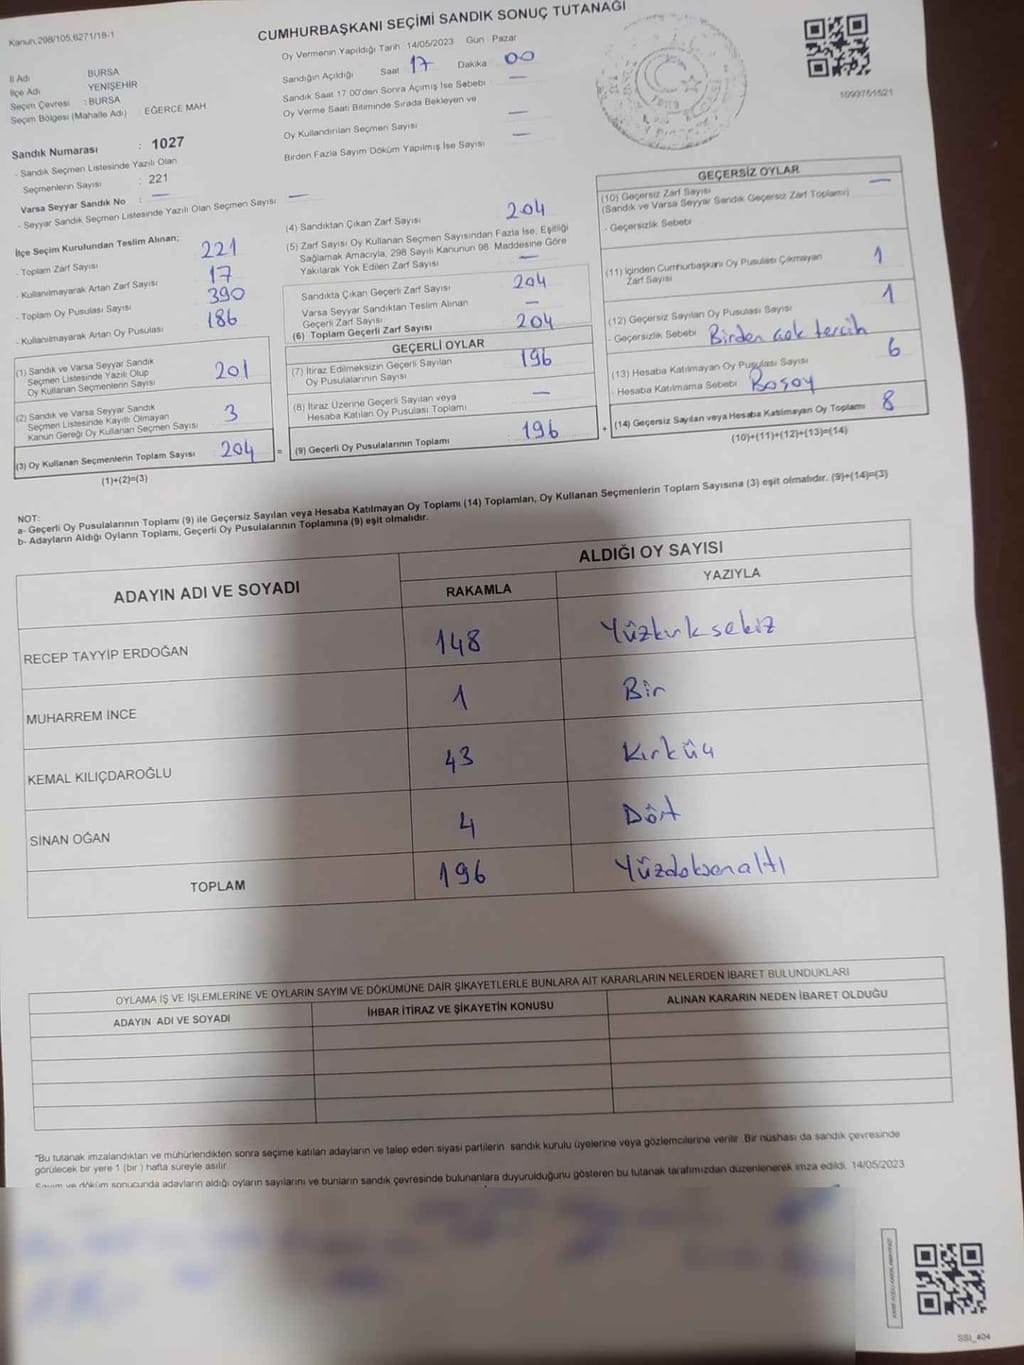 Kanun,298/105,6271/18-1
CUMHURBAŞKANI SEÇİMİ SANDIK SONUÇ TUTANAĞI
Oy Vermenin Yapıldığı Tarih 14/05/2023 Gün : Pazar
Sandığın Açıldığı Saat 17 Dakika 00
Sandık Saat 17.00'den Sonra Açımış İse Sebebi : —
Oy Verme Saati Bitiminde Sırada Bekleyen ve
Oy Kullandırılan Seçmen Sayısı —
Birden Fazla Sayım Döküm Yapılmış İse Sayısı —
1099751521
İl Adı BURSA
İlçe Adı YENİŞEHİR
Seçim Çevresi : BURSA
Seçim Bölgesi (Mahalle Adı) EĞERCE MAH
Sandık Numarası : 1027
- Sandık Seçmen Listesinde Yazılı Olan
Seçmenlerin Sayısı : 221
Varsa Seyyar Sandık No : —
- Seyyar Sandık Seçmen Listesinde Yazılı Olan Seçmen Sayısı: —
İlçe Seçim Kurulundan Teslim Alınan;
- Toplam Zarf Sayısı 221
- Kullanılmayarak Artan Zarf Sayısı 17
- Toplam Oy Pusulası Sayısı 390
- Kullanılmayarak Artan Oy Pusulası 186
(1) Sandık ve Varsa Seyyar Sandık
Seçmen Listesinde Yazılı Olup
Oy Kullanan Seçmenlerin Sayısı 201
(2) Sandık ve Varsa Seyyar Sandık
Seçmen Listesinde Kayıtlı Olmayan
Kanun Gereği Oy Kullanan Seçmen Sayısı 3
(3) Oy Kullanan Seçmenlerin Toplam Sayısı 204 =
(1)+(2)=(3)
(4) Sandıktan Çıkan Zarf Sayısı 204
(5) Zarf Sayısı Oy Kullanan Seçmen Sayısından Fazla İse, Eşitliği
Sağlamak Amacıyla, 298 Sayılı Kanunun 98. Maddesine Göre
Yakılarak Yok Edilen Zarf Sayısı —
Sandıkta Çıkan Geçerli Zarf Sayısı 204
Varsa Seyyar Sandıktan Teslim Alınan
Geçerli Zarf Sayısı —
(6) Toplam Geçerli Zarf Sayısı 204
GEÇERLİ OYLAR
(7) İtiraz Edilmeksizin Geçerli Sayılan
Oy Pusulalarının Sayısı 196
(8) İtiraz Üzerine Geçerli Sayılan veya
Hesaba Katılan Oy Pusulası Toplamı —
(9) Geçerli Oy Pusulalarının Toplamı 196 +
GEÇERSİZ OYLAR
(10) Geçersiz Zarf Sayısı —
(Sandık ve Varsa Seyyar Sandık Geçersiz Zarf Toplamı)
- Geçersizlik Sebebi
(11) İçinden Cumhurbaşkanı Oy Pusulası Çıkmayan
Zarf Sayısı 1
(12) Geçersiz Sayılan Oy Pusulası Sayısı 1
- Geçersizlik Sebebi Birden çok tercih
(13) Hesaba Katılmayan Oy Pusulası Sayısı 6
- Hesaba Katılmama Sebebi Boşoy
(14) Geçersiz Sayılan veya Hesaba Katılmayan Oy Toplamı 8
(10)+(11)+(12)+(13)=(14)
NOT:
a- Geçerli Oy Pusulalarının Toplamı (9) ile Geçersiz Sayılan veya Hesaba Katılmayan Oy Toplamı (14) Toplamları, Oy Kullanan Seçmenlerin Toplam Sayısına (3) eşit olmalıdır. (9)+(14)=(3)
b- Adayların Aldığı Oyların Toplamı, Geçerli Oy Pusulalarının Toplamına (9) eşit olmalıdır.
ADAYIN ADI VE SOYADI ALDIĞI OY SAYISI
RAKAMLA YAZIYLA
RECEP TAYYİP ERDOĞAN 148 Yüzkırksekiz
MUHARREM İNCE 1 Bir
KEMAL KILIÇDAROĞLU 43 Kırküç
SİNAN OĞAN 4 Dört
TOPLAM 196 Yüzdoksanaltı
OYLAMA İŞ VE İŞLEMLERİNE VE OYLARIN SAYIM VE DÖKÜMÜNE DAİR ŞİKAYETLERLE BUNLARA AİT KARARLARIN NELERDEN İBARET BULUNDUKLARI
ADAYIN ADI VE SOYADI İHBAR İTİRAZ VE ŞİKAYETİN KONUSU ALINAN KARARIN NEDEN İBARET OLDUĞU
"Bu tutanak imzalandıktan ve mühürlendikten sonra seçime katılan adayların ve talep eden siyasi partilerin sandık kurulu üyelerine veya gözlemcilerine verilir. Bir nüshası da sandık çevresinde
görülecek bir yere 1 (bir ) hafta süreyle asılır.
Sayım ve döküm sonucunda adayların aldığı oyların sayılarını ve bunların sandık çevresinde bulunanlara duyurulduğunu gösteren bu tutanak tarafımızdan düzenlenerek imza edildi. 14/05/2023
SSI_404